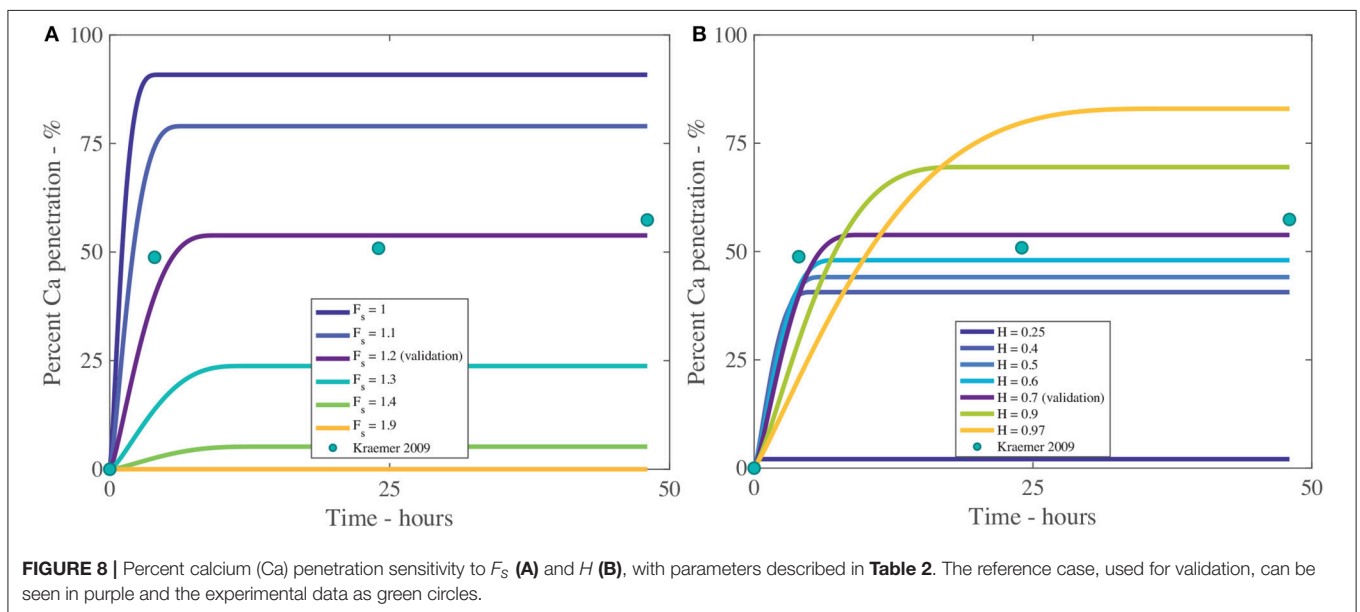 A
B
100
75
50
25
0
Percent Ca penetration - %
F_s = 1
F_s = 1.1
F_s = 1.2 (validation)
F_s = 1.3
F_s = 1.4
F_s = 1.9
Kraemer 2009
0
25
50
Time - hours
100
75
50
25
0
Percent Ca penetration - %
H = 0.25
H = 0.4
H = 0.5
H = 0.6
H = 0.7 (validation)
H = 0.9
H = 0.97
Kraemer 2009
0
25
50
Time - hours
FIGURE 8 | Percent calcium (Ca) penetration sensitivity to F_S (A) and H (B), with parameters described in Table 2. The reference case, used for validation, can be
seen in purple and the experimental data as green circles.